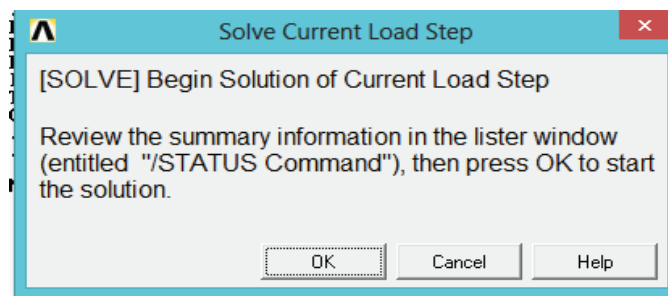 Solve Current Load Step
[SOLVE] Begin Solution of Current Load Step
Review the summary information in the lister window
(entitled "/STATUS Command"), then press OK to start
the solution.
OK
Cancel
Help